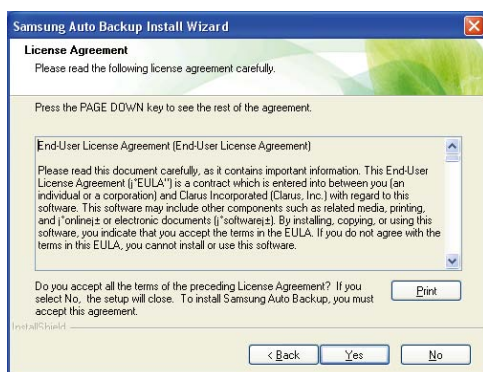 Samsung Auto Backup Install Wizard
License Agreement
Please read the following license agreement carefully.
Press the PAGE DOWN key to see the rest of the agreement.
End-User License Agreement (End-User License Agreement)
Please read this document carefully, as it contains important information. This End-User
License Agreement (¡°EULA'') is a contract which is entered into between you (an
individual or a corporation) and Clarus Incorporated (Clarus, Inc.) with regard to this
software. This software may include other components such as related media, printing,
and ¡°online¡± or electronic documents (¡°software¡±). By installing, copying, or using this
software, you indicate that you accept the terms in the EULA. If you do not agree with the
terms in this EULA, you cannot install or use this software.
Do you accept all the terms of the preceding License Agreement? If you
select No, the setup will close. To install Samsung Auto Backup, you must
accept this agreement.
Print
InstallShield
< Back
Yes
No